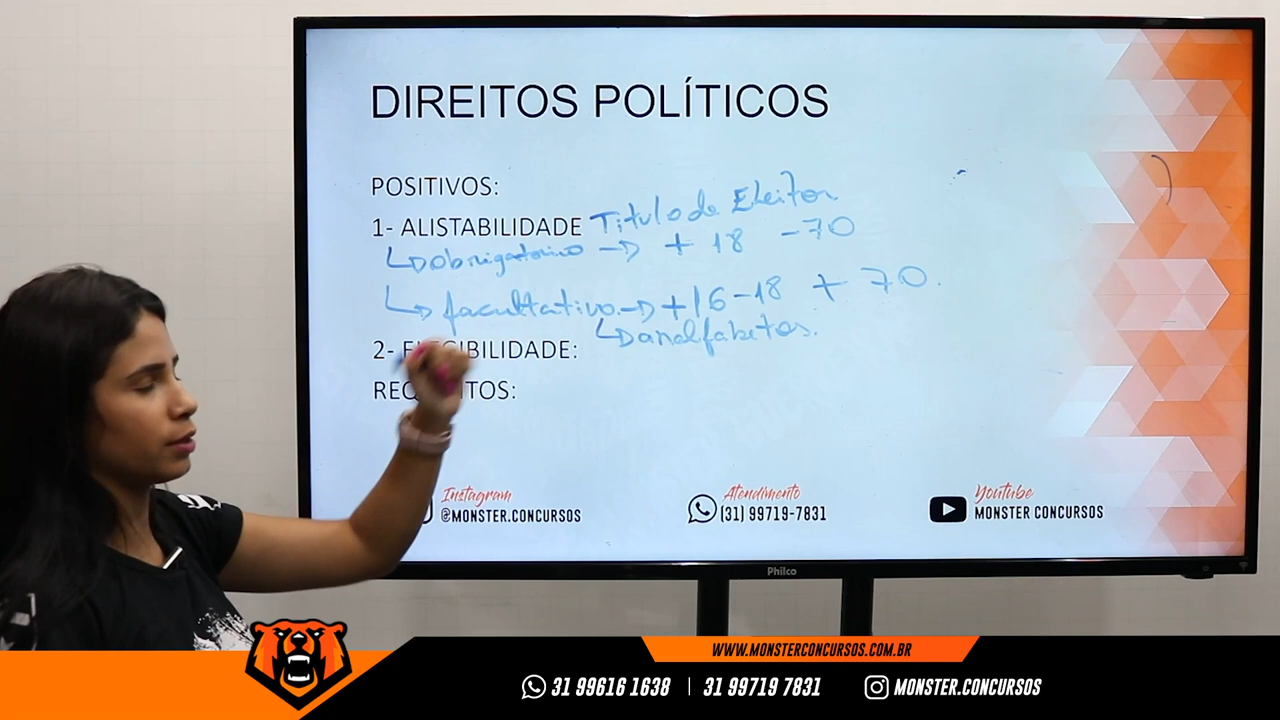 DIREITOS POLÍTICOS
POSITIVOS:
1- ALISTABILIDADE Titulo de Eleitor
obrigatorio → + 18 - 70
facultativo → + 16 - 18 + 70.
analfabetos.
2- ELEGIBILIDADE:
REQUISITOS:
Instagram
@MONSTER.CONCURSOS
Atendimento
(31) 99719-7831
Youtube
MONSTER CONCURSOS
Philco
WWW.MONSTERCONCURSOS.COM.BR
31 99616 1638 | 31 99719 7831 MONSTER.CONCURSOS